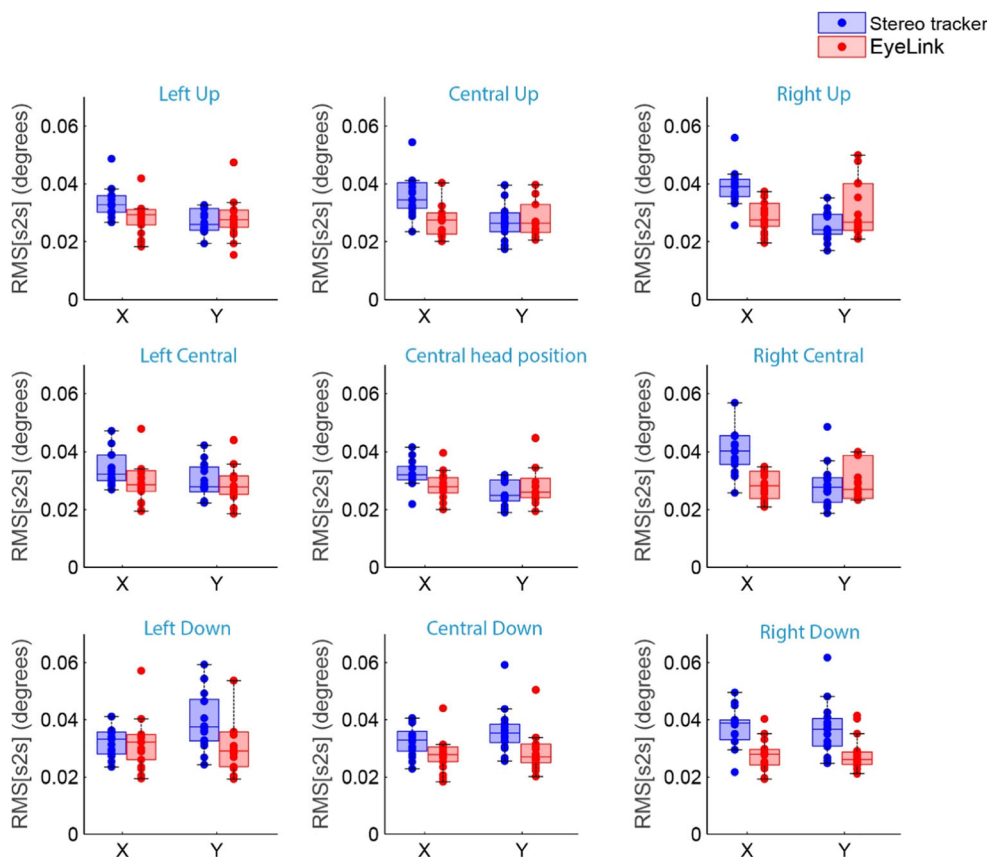 Stereo tracker
EyeLink
Left Up
Central Up
Right Up
RMS[s2s] (degrees)
0.06
0.04
0.02
0
X Y
RMS[s2s] (degrees)
0.06
0.04
0.02
0
X Y
RMS[s2s] (degrees)
0.06
0.04
0.02
0
X Y
Left Central
Central head position
Right Central
RMS[s2s] (degrees)
0.06
0.04
0.02
0
X Y
RMS[s2s] (degrees)
0.06
0.04
0.02
0
X Y
RMS[s2s] (degrees)
0.06
0.04
0.02
0
X Y
Left Down
Central Down
Right Down
RMS[s2s] (degrees)
0.06
0.04
0.02
0
X Y
RMS[s2s] (degrees)
0.06
0.04
0.02
0
X Y
RMS[s2s] (degrees)
0.06
0.04
0.02
0
X Y